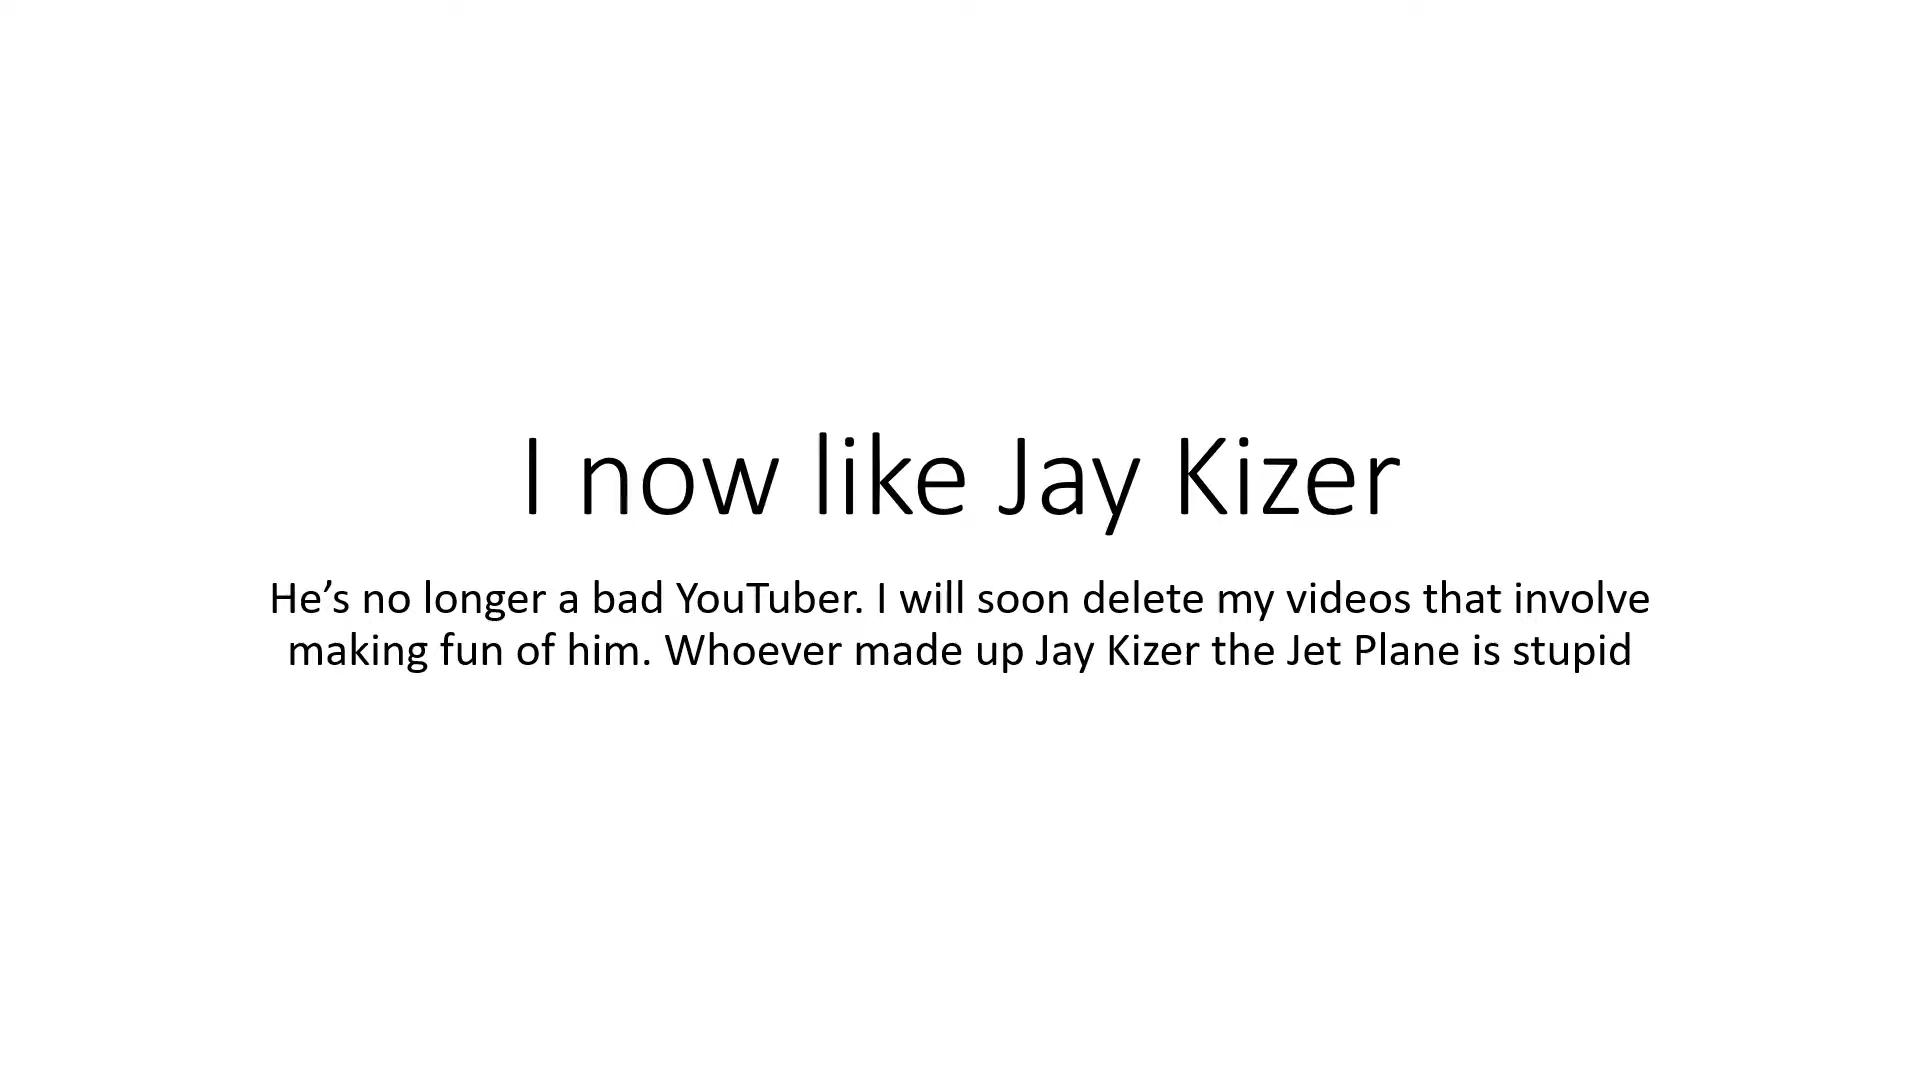 I now like Jay Kizer
He’s no longer a bad YouTuber. I will soon delete my videos that involve
making fun of him. Whoever made up Jay Kizer the Jet Plane is stupid